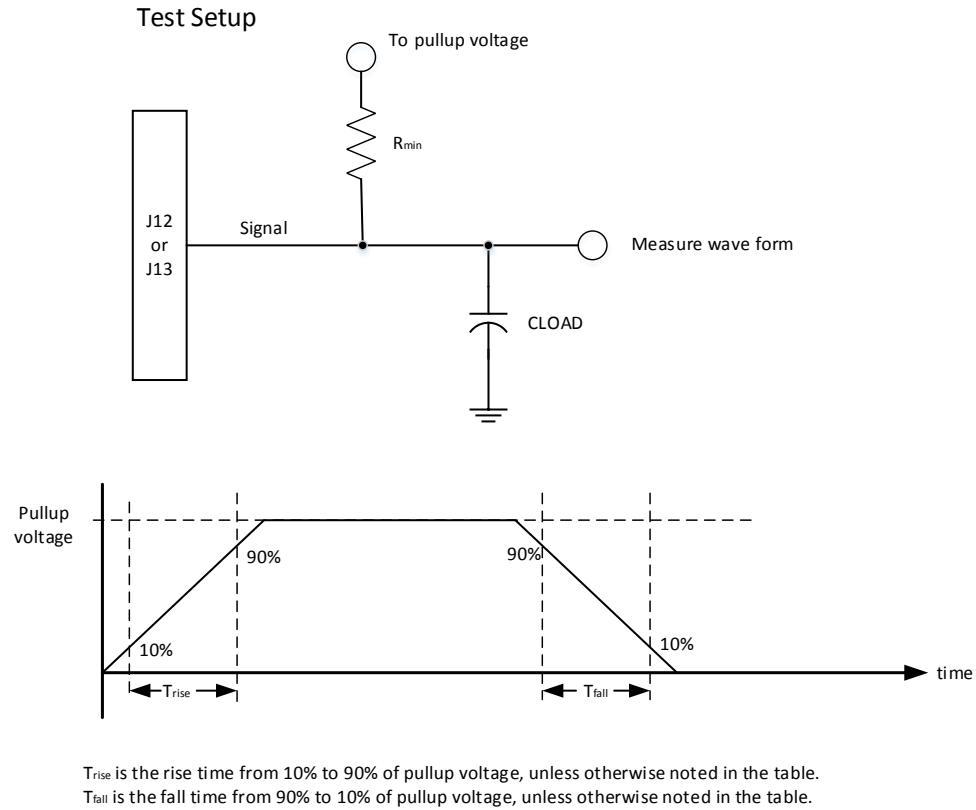 Test Setup
To pullup voltage
Rmin
J12
or
J13
Signal
Measure wave form
CLOAD
Pullup
voltage
90%
90%
10%
10%
time
Trise
Tfall
Trise is the rise time from 10% to 90% of pullup voltage, unless otherwise noted in the table.
Tfall is the fall time from 90% to 10% of pullup voltage, unless otherwise noted in the table.